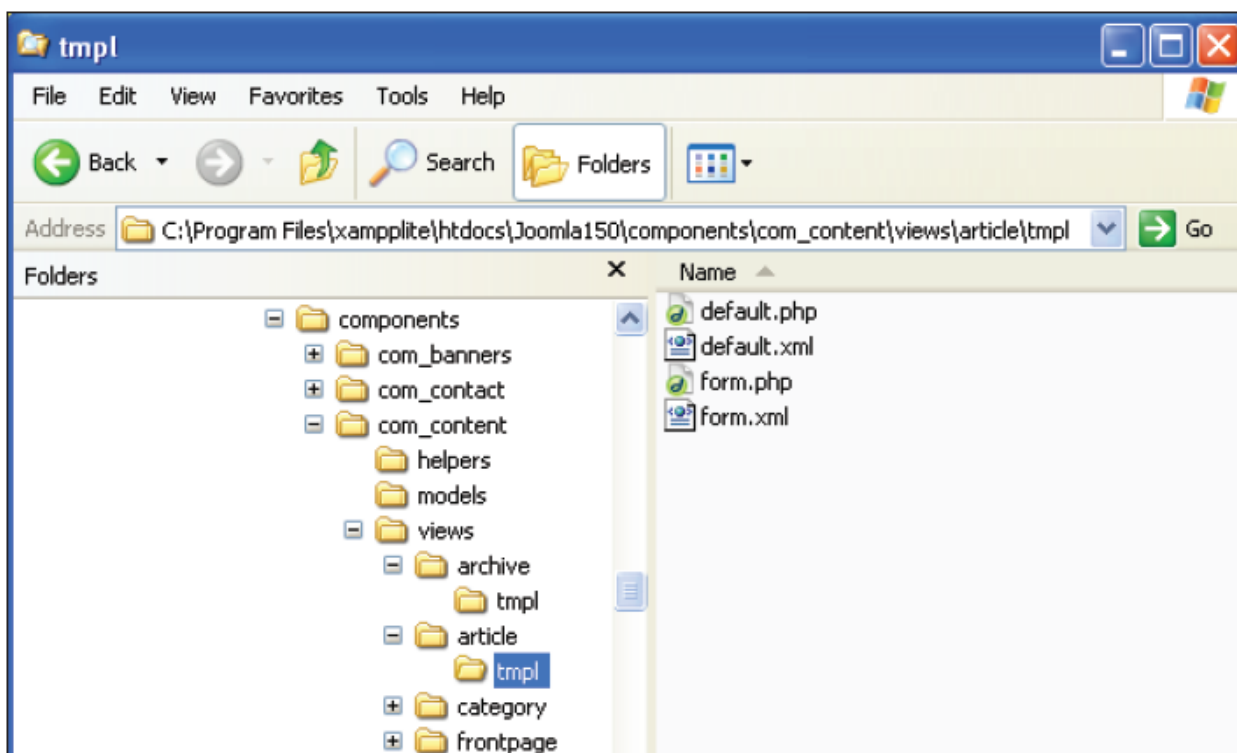 tmpl
File Edit View Favorites Tools Help
Back Search Folders
Address C:\Program Files\xampplite\htdocs\Joomla150\components\com_content\views\article\tmpl Go
Folders
Name
components
com_banners
com_contact
com_content
helpers
models
views
archive
tmpl
article
tmpl
category
frontpage
default.php
default.xml
form.php
form.xml